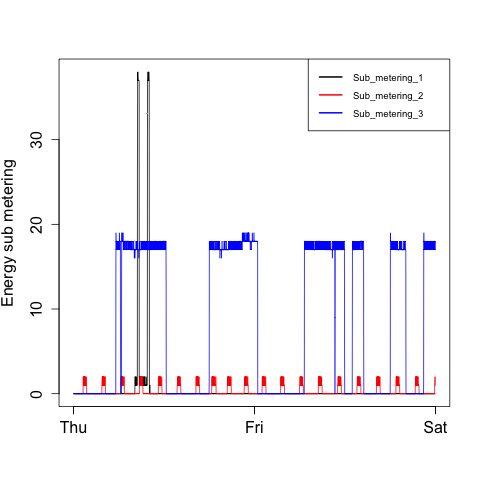 Sub_metering_1
Sub_metering_2
Sub_metering_3
Energy sub metering
30
20
10
0
Thu Fri Sat